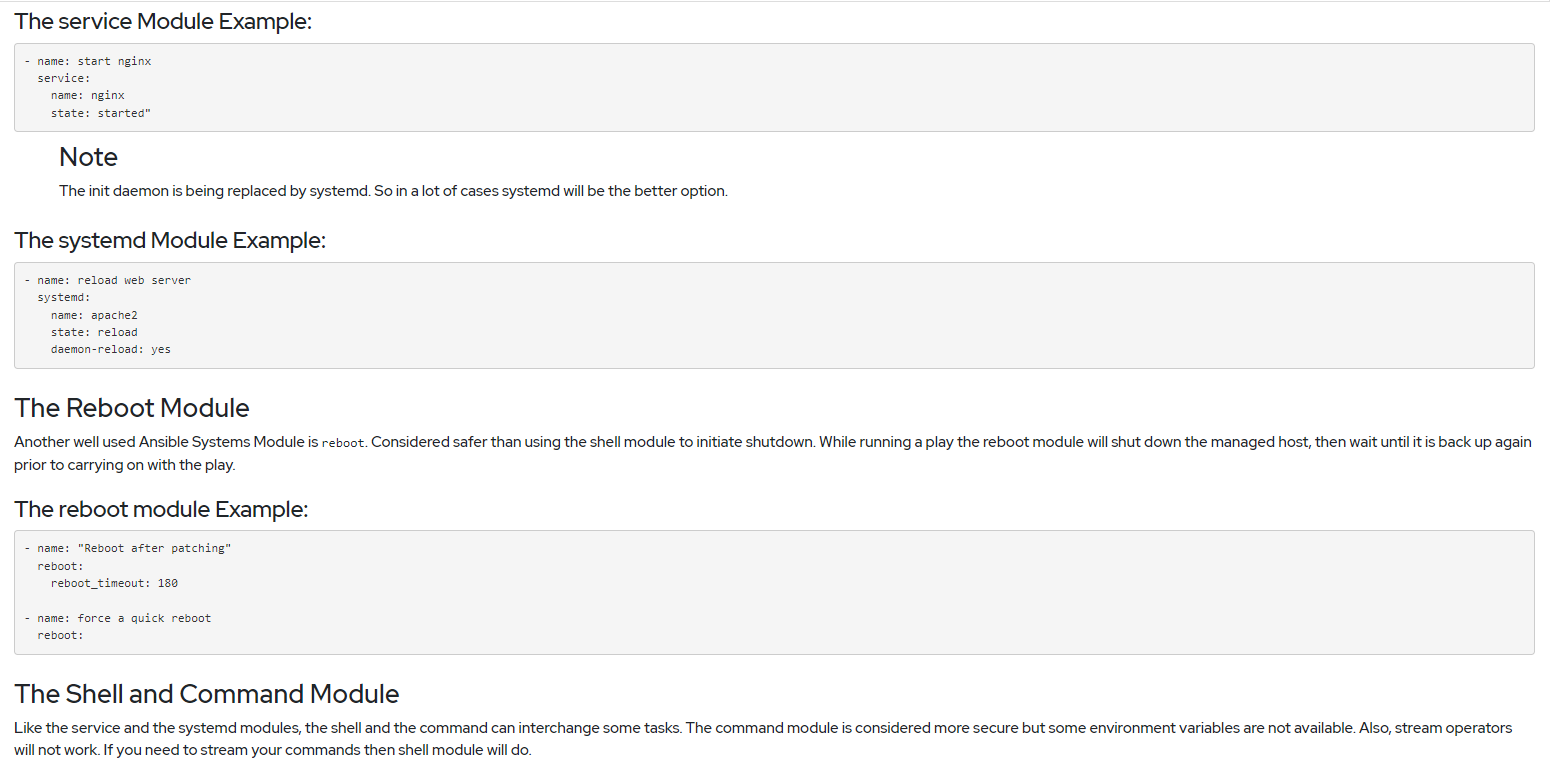 The service Module Example:
- name: start nginx
  service:
    name: nginx
    state: started"
Note
The init daemon is being replaced by systemd. So in a lot of cases systemd will be the better option.
The systemd Module Example:
- name: reload web server
  systemd:
    name: apache2
    state: reload
    daemon-reload: yes
The Reboot Module
Another well used Ansible Systems Module is reboot. Considered safer than using the shell module to initiate shutdown. While running a play the reboot module will shut down the managed host, then wait until it is back up again
prior to carrying on with the play.
The reboot module Example:
- name: "Reboot after patching"
  reboot:
    reboot_timeout: 180
- name: force a quick reboot
  reboot:
The Shell and Command Module
Like the service and the systemd modules, the shell and the command can interchange some tasks. The command module is considered more secure but some environment variables are not available. Also, stream operators
will not work. If you need to stream your commands then shell module will do.